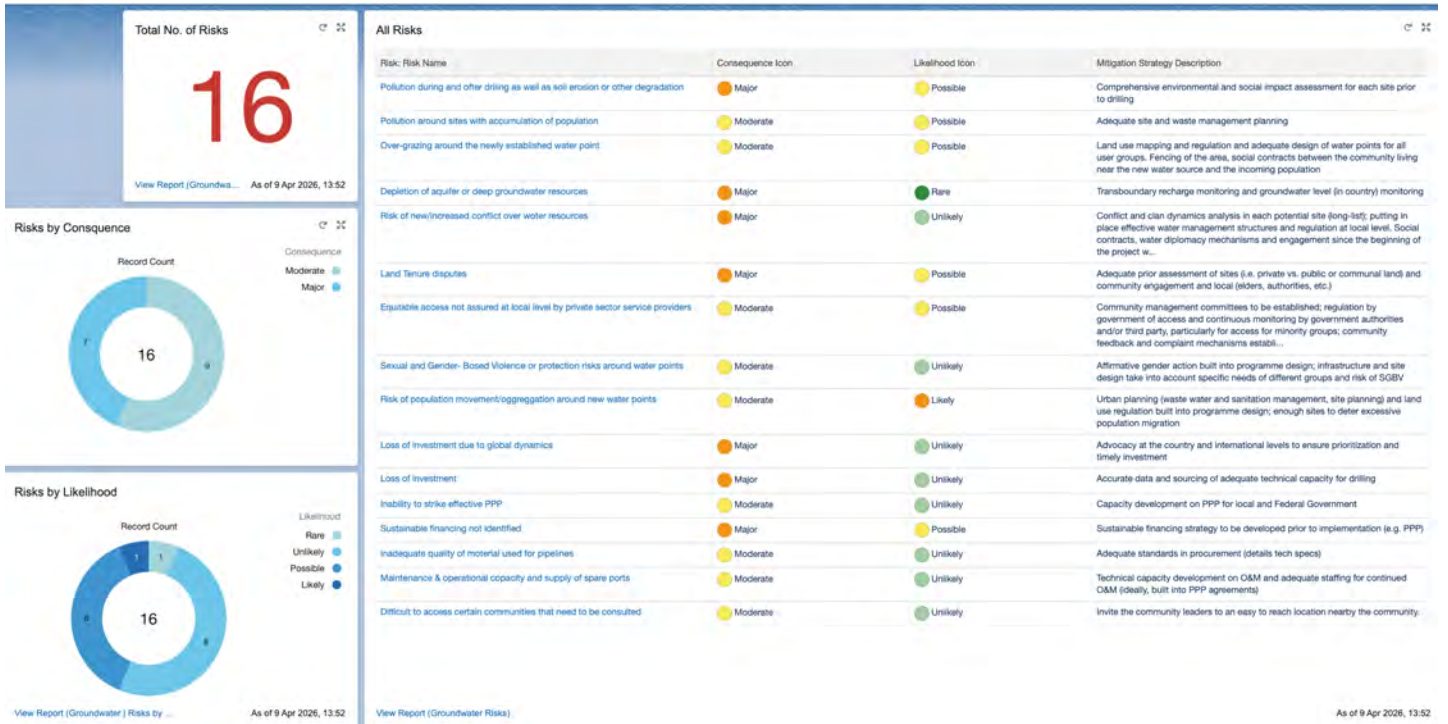 Total No. of Risks
16
View Report (Groundwa...
As of 9 Apr 2026, 13:52
Risks by Consquence
Record Count
Consequence
Moderate
Major
7
16
9
Risks by Likelihood
Record Count
Likelihood
Rare
Unlikely
Possible
Likely
1
1
6
16
8
View Report (Groundwater ) Risks by ...
As of 9 Apr 2026, 13:52
All Risks
Risk: Risk Name
Consequence Icon
Likelihood Icon
Mitigation Strategy Description
Pollution during and ofter driling as well as soil erosion or other degradation
Major
Possible
Comprehensive environmental and social impact assessment for each site prior
to drilling
Pollution around sites with accumulation of population
Moderate
Possible
Adequate site and waste management planning
Over-grazing around the newly established water point
Moderate
Possible
Land use mapping and regulation and adequate design of water points for all
user groups. Fencing of the area, social contracts between the community living
near the new water source and the incoming population
Depletion of aquifer or deep groundwater resources
Major
Rare
Transboundary recharge monitoring and groundwater level (in country) monitoring
Risk of new/increased conflict over woter resources
Major
Unlikely
Conflict and clan dynamics analysis in each potential site (long-list); putting in
place effective water management structures and regulation at local level. Social
contracts, water diplomacy mechanisms and engagement since the beginning of
the project w...
Land Tenure disputes
Major
Possible
Adequate prior assessment of sites (i.e. private vs. public or communal land) and
community engagement and local (elders, authorities, etc.)
Equitable access not assured at local level by private sector service providers
Moderate
Possible
Community management committees to be established; regulation by
government of access and continuous monitoring by government authorities
and/or third party, particularly for access for minority groups; community
feedback and complaint mechanisms establi...
Sexual and Gender- Bosed Violence or protection risks around water points
Moderate
Unlikely
Affirmative gender action built into programme design; infrastructure and site
design take into account specific needs of different groups and risk of SGBV
Risk of population movement/oggreggation around new water points
Moderate
Likely
Urban planning (waste water and sanitation management, site planning) and land
use regulation built into programme design; enough sites to deter excessive
population migration
Loss of Investment due to global dynamics
Major
Unlikely
Advocacy at the country and international levels to ensure prioritization and
timely investment
Loss of Investment
Major
Unlikely
Accurate data and sourcing of adequate technical capacity for drilling
Inability to strike effective PPP
Moderate
Unlikely
Capacity development on PPP for local and Federal Government
Sustainable financing not identified
Major
Possible
Sustainable financing strategy to be developed prior to implementation (e.g. PPP)
Inadequate quality of material used for pipelines
Moderate
Unlikely
Adequate standards in procurement (details tech specs)
Maintenance & operational copacity and supply of spare ports
Moderate
Unlikely
Technical capacity development on O&M and adequate staffing for continued
O&M (ideally, built into PPP agreements)
Difficult to access certain communities that need to be consulted
Moderate
Unlikely
Invite the community leaders to an easy to reach location nearby the community.
View Report (Groundwater Risks)
As of 9 Apr 2026, 13:52